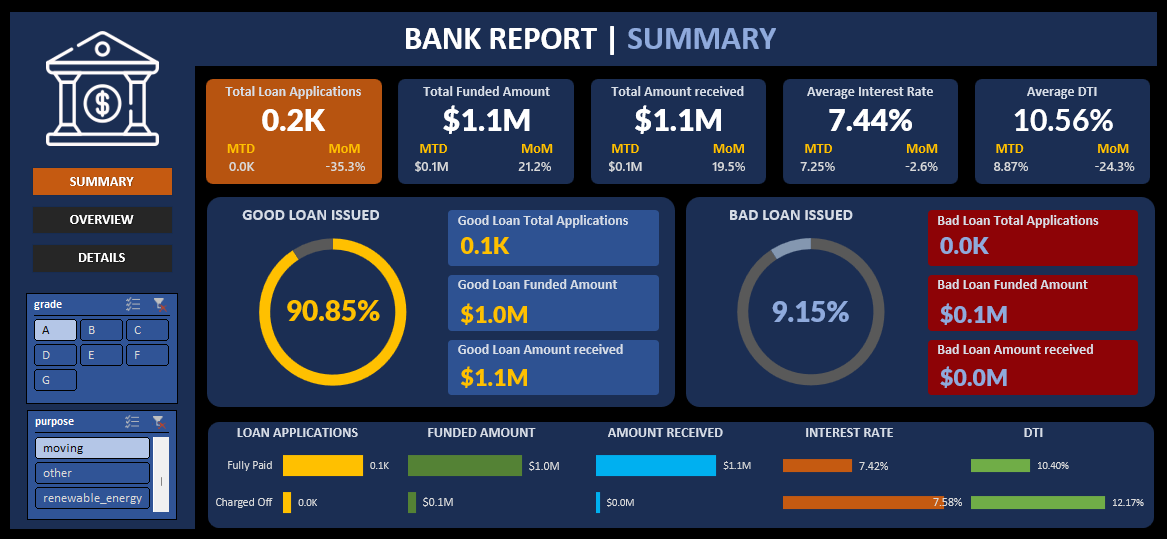 BANK REPORT | SUMMARY
$
SUMMARY
OVERVIEW
DETAILS
grade
A B C
D E F
G
purpose
moving
other
renewable_energy
Total Loan Applications
0.2K
MTD MoM
0.0K -35.3%
Total Funded Amount
$1.1M
MTD MoM
$0.1M 21.2%
Total Amount received
$1.1M
MTD MoM
$0.1M 19.5%
Average Interest Rate
7.44%
MTD MoM
7.25% -2.6%
Average DTI
10.56%
MTD MoM
8.87% -24.3%
GOOD LOAN ISSUED
90.85%
Good Loan Total Applications
0.1K
Good Loan Funded Amount
$1.0M
Good Loan Amount received
$1.1M
BAD LOAN ISSUED
9.15%
Bad Loan Total Applications
0.0K
Bad Loan Funded Amount
$0.1M
Bad Loan Amount received
$0.0M
LOAN APPLICATIONS FUNDED AMOUNT AMOUNT RECEIVED INTEREST RATE DTI
Fully Paid 0.1K $1.0M $1.1M 7.42% 10.40%
Charged Off 0.0K $0.1M $0.0M 7.58% 12.17%